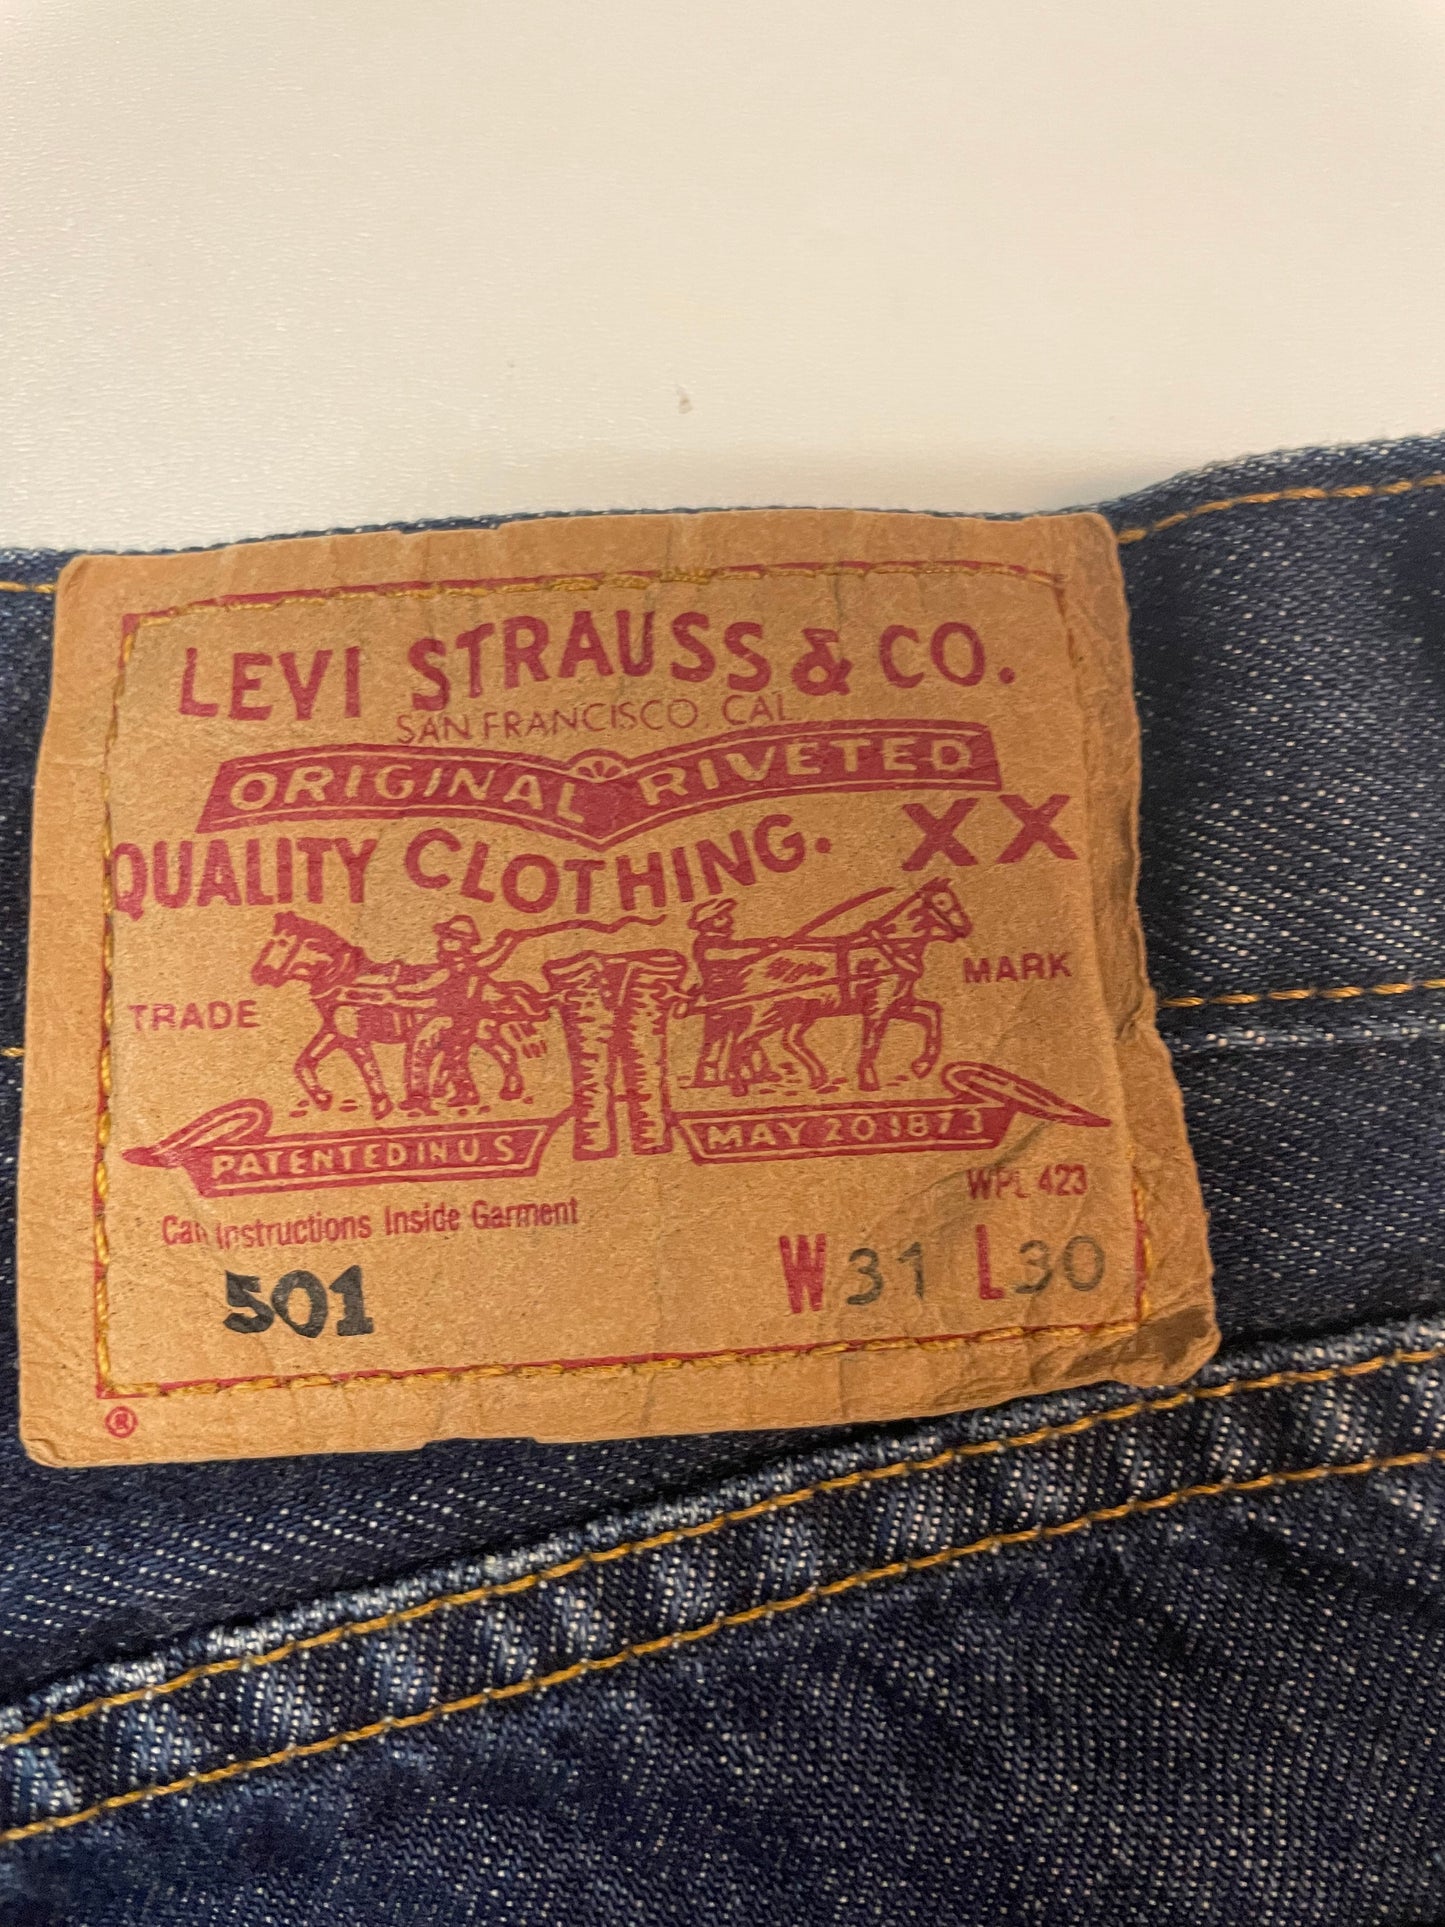 LEVI STRAUSS & CO.
SAN FRANCISCO, CAL.
ORIGINAL RIVETED
QUALITY CLOTHING. XX
TRADE MARK
PATENTED IN U.S. MAY 20 1873
WPL 423
Care Instructions Inside Garment
501 W 31 L 30
®